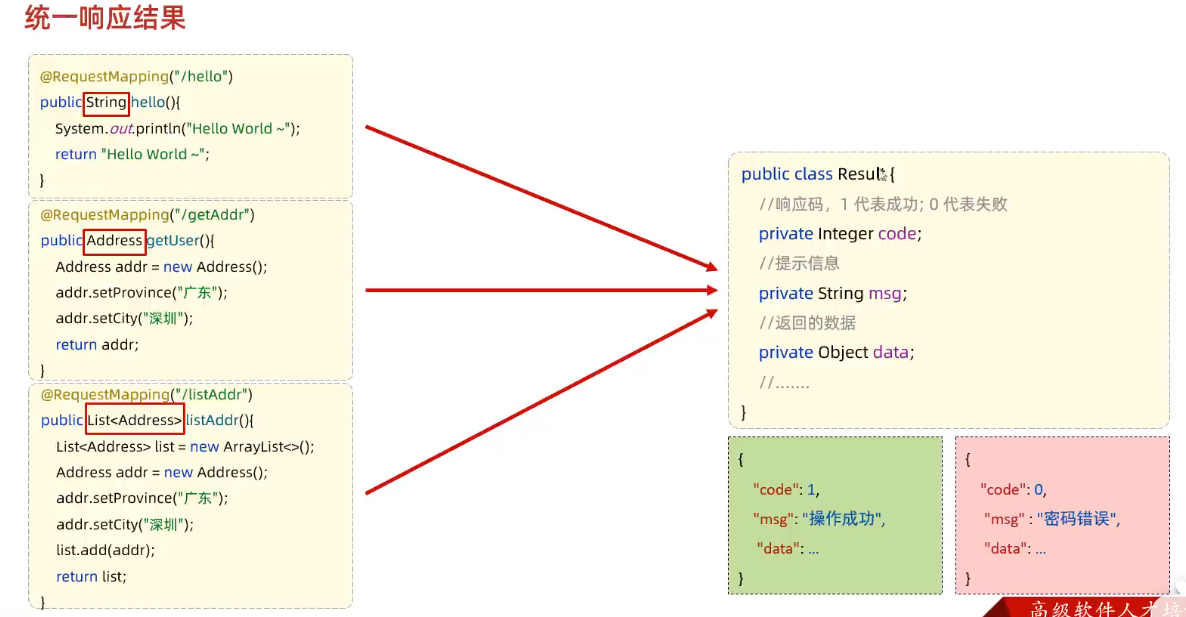 统一响应结果
@RequestMapping("/hello")
public String hello(){
System.out.println("Hello World ~");
return "Hello World ~";
}
@RequestMapping("/getAddr")
public Address getUser(){
Address addr = new Address();
addr.setProvince("广东");
addr.setCity("深圳");
return addr;
}
@RequestMapping("/listAddr")
public List<Address> listAddr(){
List<Address> list = new ArrayList<>();
Address addr = new Address();
addr.setProvince("广东");
addr.setCity("深圳");
list.add(addr);
return list;
}
public class Result{
//响应码，1 代表成功; 0 代表失败
private Integer code;
//提示信息
private String msg;
//返回的数据
private Object data;
//.......
}
{
"code": 1,
"msg": "操作成功",
"data": ...
}
{
"code": 0,
"msg" : "密码错误",
"data": ...
}
高级软件人才培